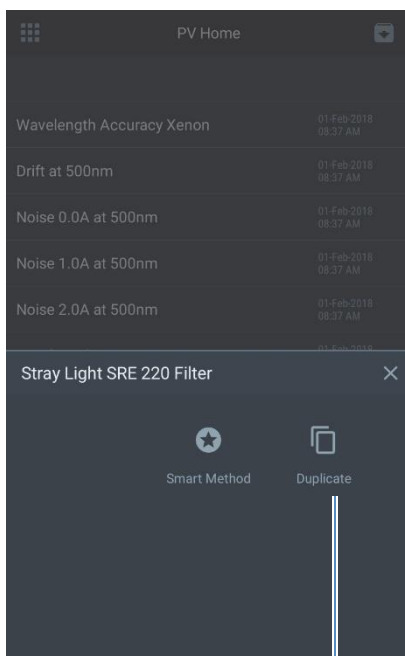 PV Home
Wavelength Accuracy Xenon
01-Feb-2018
08:37 AM
Drift at 500nm
01-Feb-2018
08:37 AM
Noise 0.0A at 500nm
01-Feb-2018
08:37 AM
Noise 1.0A at 500nm
01-Feb-2018
08:37 AM
Noise 2.0A at 500nm
01-Feb-2018
08:37 AM
01-Feb-2018
Stray Light SRE 220 Filter
Smart Method
Duplicate